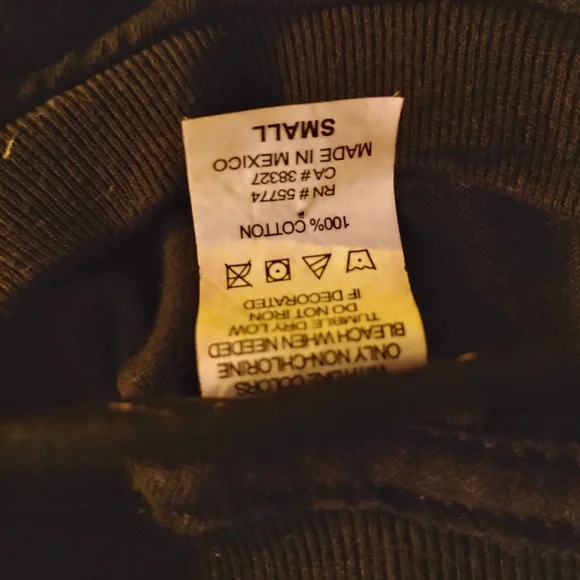 WITH LIKE COLORS
ONLY NON-CHLORINE
BLEACH WHEN NEEDED
TUMBLE DRY LOW
DO NOT IRON
IF DECORATED
100% COTTON
RN # 55774
CA # 38327
MADE IN MEXICO
SMALL